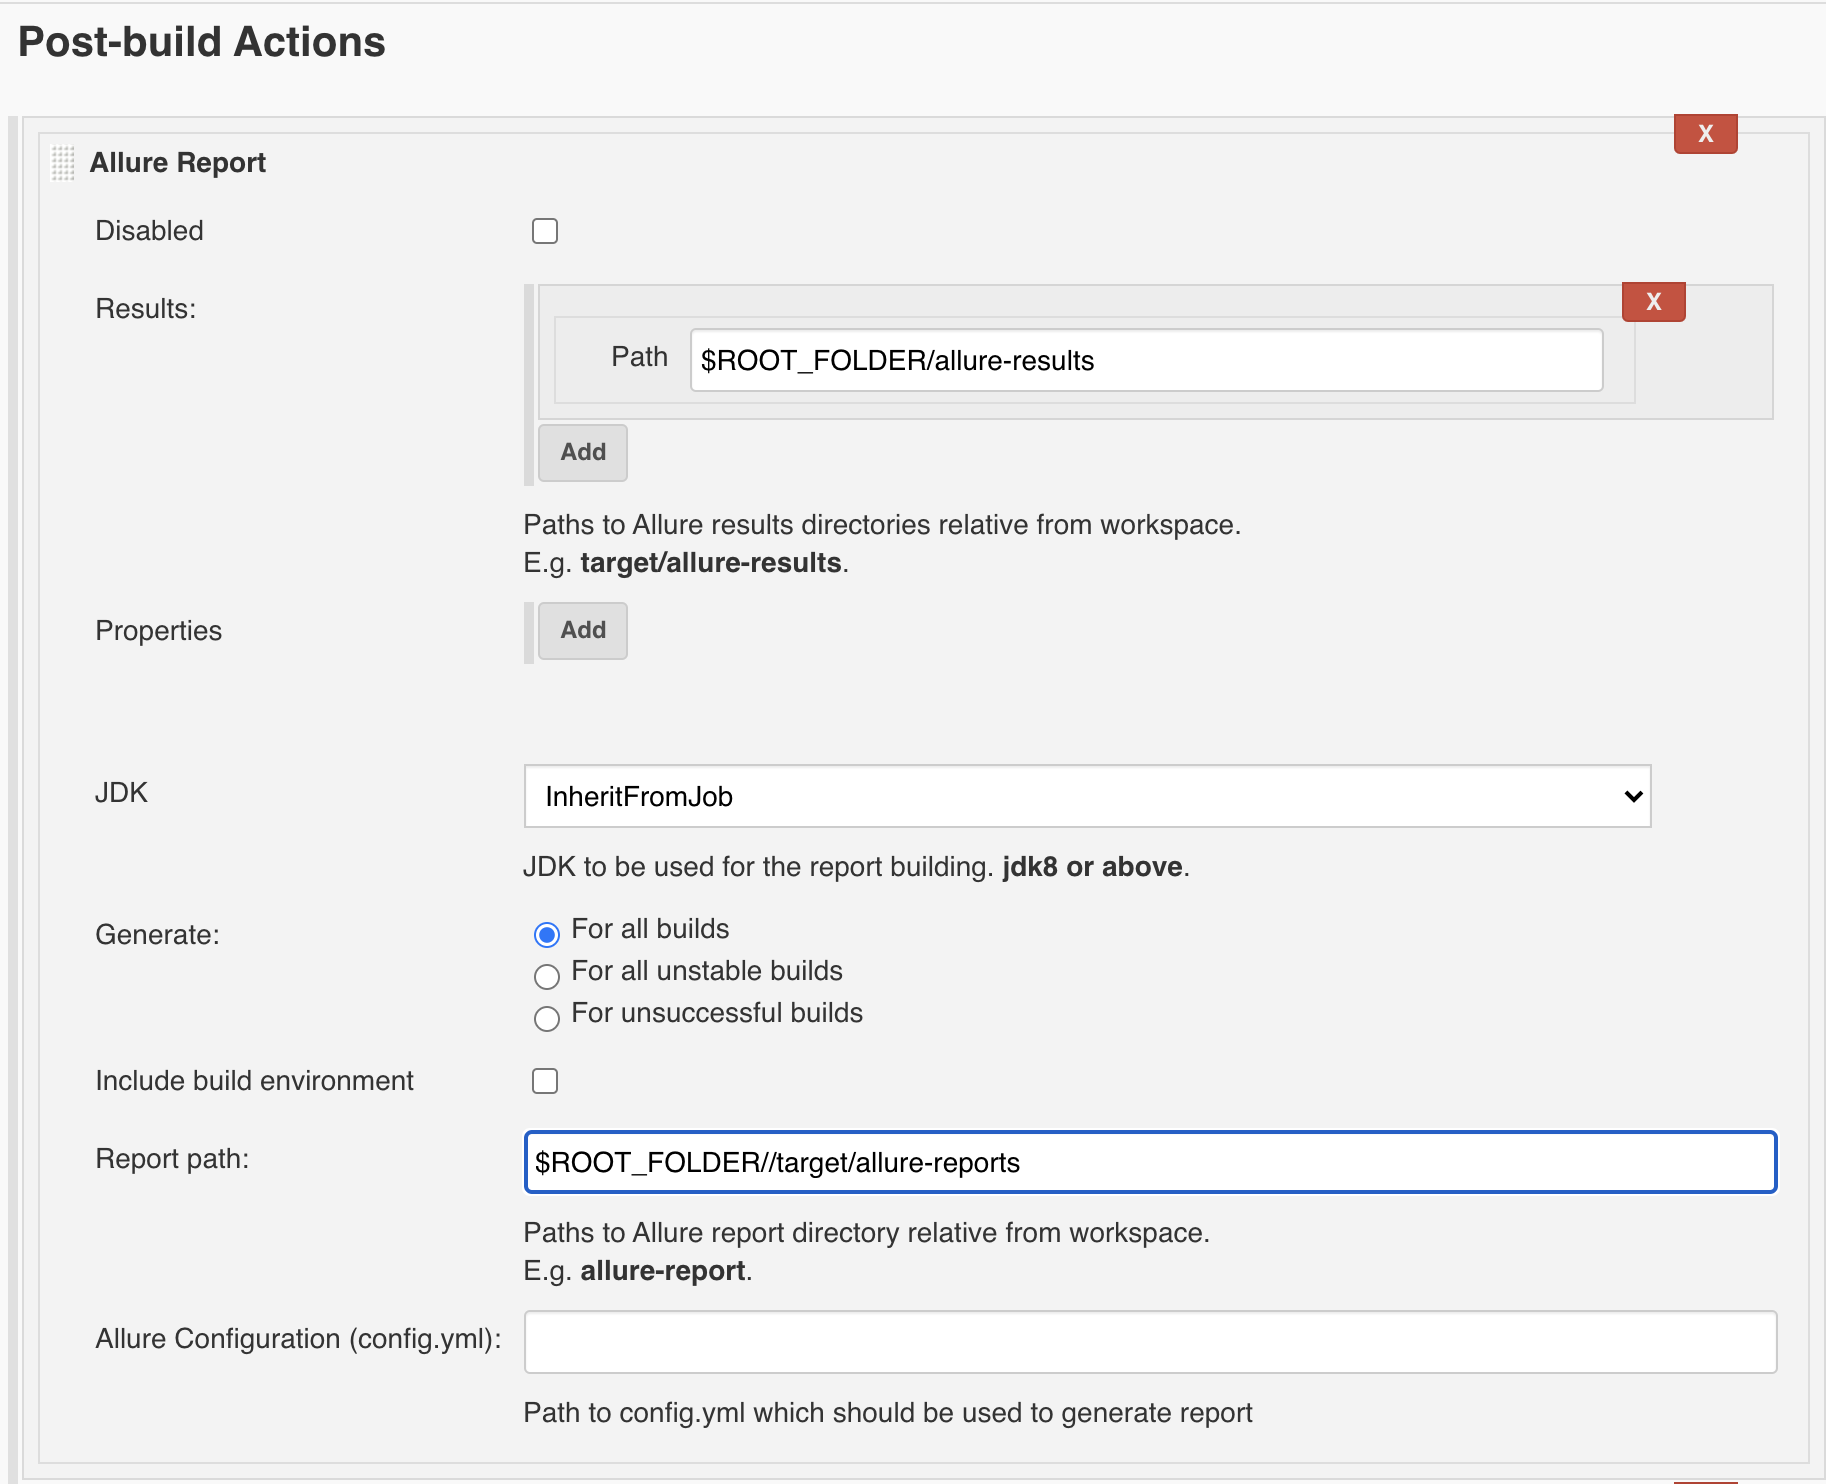 Post-build Actions
X
Allure Report
Disabled
Results:
X
Path $ROOT_FOLDER/allure-results
Add
Paths to Allure results directories relative from workspace.
E.g. target/allure-results.
Properties
Add
JDK
InheritFromJob
JDK to be used for the report building. jdk8 or above.
Generate:
For all builds
For all unstable builds
For unsuccessful builds
Include build environment
Report path:
$ROOT_FOLDER//target/allure-reports
Paths to Allure report directory relative from workspace.
E.g. allure-report.
Allure Configuration (config.yml):
Path to config.yml which should be used to generate report